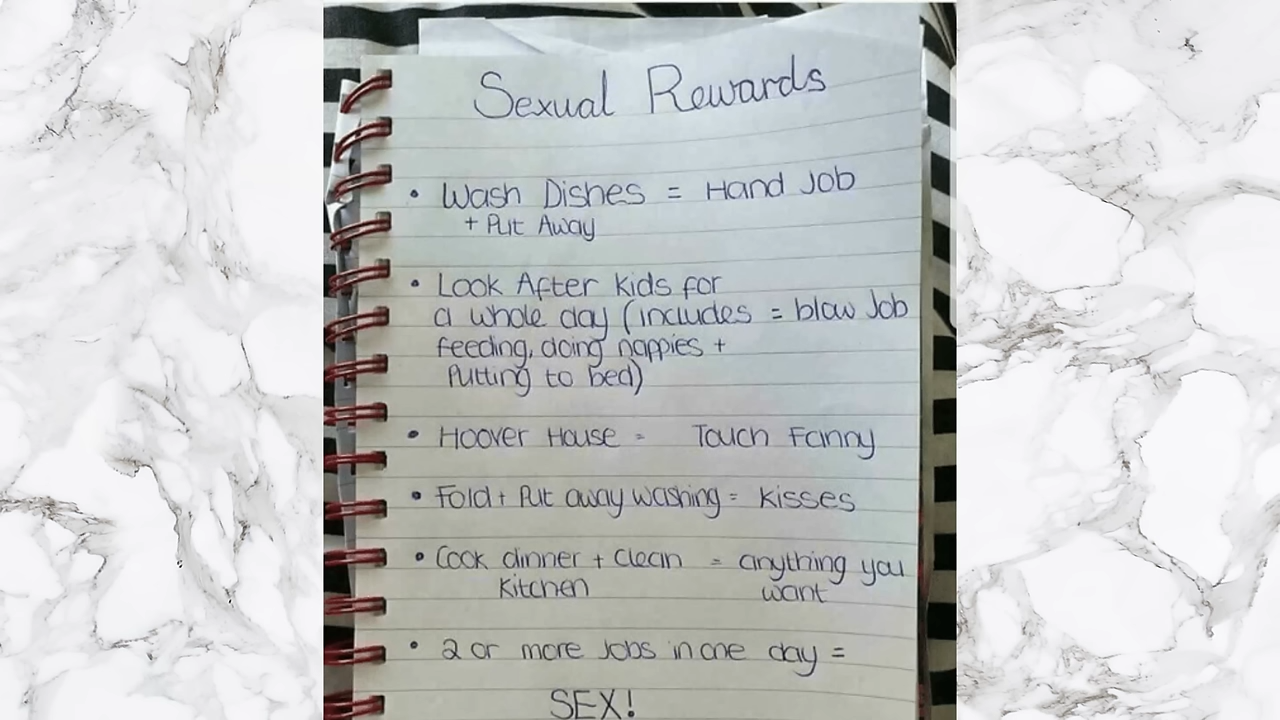 Sexual Rewards
• Wash Dishes = Hand Job
+ Put Away
• Look After kids for
a whole day (includes = blow Job
feeding, doing nappies +
Putting to bed)
• Hoover House = Touch Fanny
• Fold + Put away washing = kisses
• Cook dinner + Clean = anything you
Kitchen want
• 2 or more Jobs in one day =
SEX!